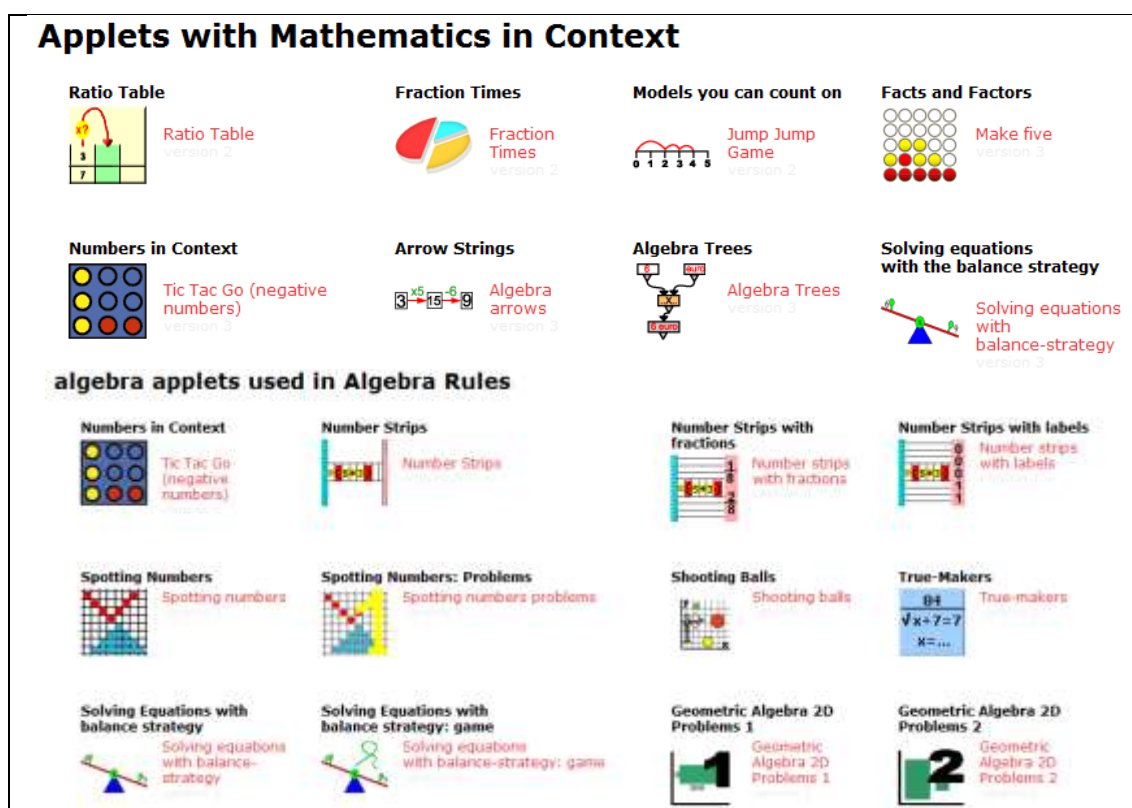 Applets with Mathematics in Context
Ratio Table
x?
3
7
Ratio Table
version 2
Fraction Times
Fraction
Times
version 2
Models you can count on
0 1 2 3 4 5
Jump Jump
Game
version 2
Facts and Factors
Make five
version 3
Numbers in Context
Tic Tac Go (negative
numbers)
version 3
Arrow Strings
3 x5 15 -6 9
Algebra
arrows
version 3
Algebra Trees
6 euro
X
6 euro
Algebra Trees
version 3
Solving equations
with the balance strategy
Solving equations
with
balance-strategy
version 3
algebra applets used in Algebra Rules
Numbers in Context
Tic Tac Go
(negative
numbers)
Number Strips
Number Strips
Number Strips with
fractions
Number strips
with fractions
Number Strips with labels
Number strips
with labels
Spotting Numbers
Spotting numbers
Spotting Numbers: Problems
Spotting numbers problems
Shooting Balls
Shooting balls
True-Makers
84
√x+7=7
x=...
True-makers
Solving Equations with
balance strategy
Solving equations
with balance-
strategy
Solving Equations with
balance strategy: game
Solving equations
with balance-strategy: game
Geometric Algebra 2D
Problems 1
1
Geometric
Algebra 2D
Problems 1
Geometric Algebra 2D
Problems 2
2
Geometric
Algebra 2D
Problems 2